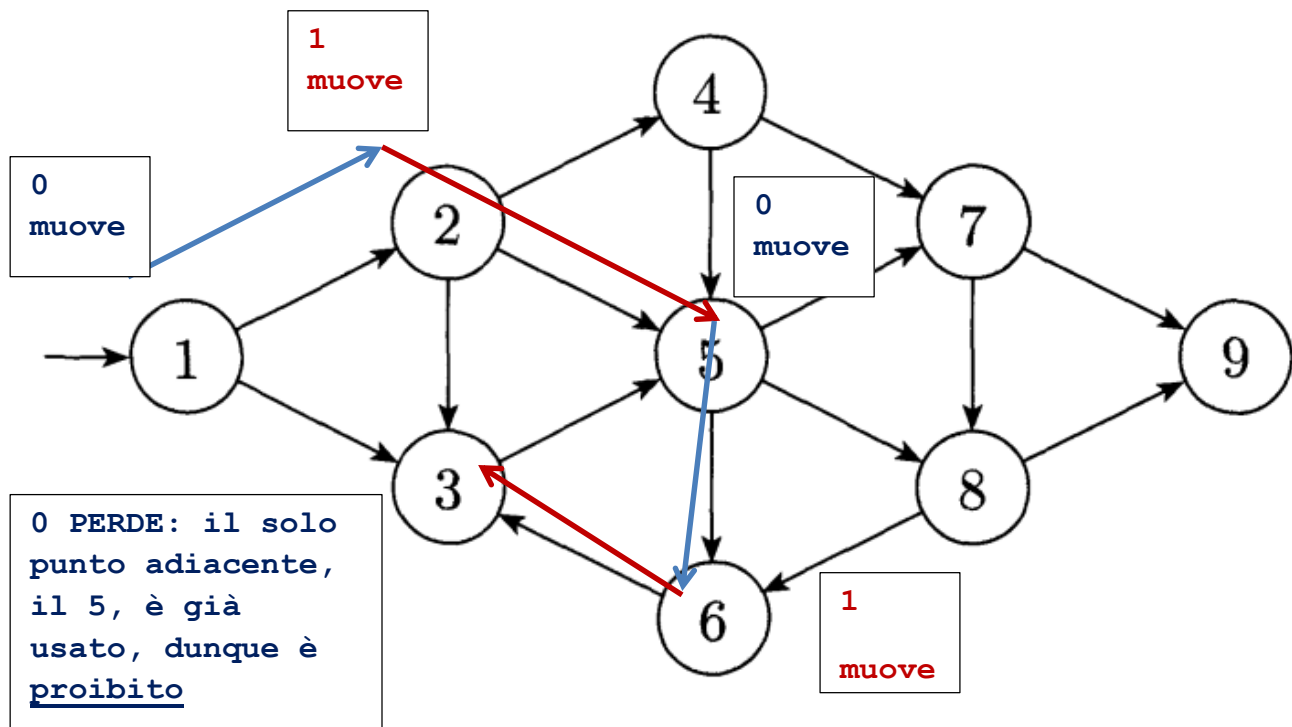 1
muove
0
muove
4
2
0
muove
7
1
5
9
3
8
0 PERDE: il solo
punto adiacente,
il 5, è già
usato, dunque è
proibito
6
1
muove